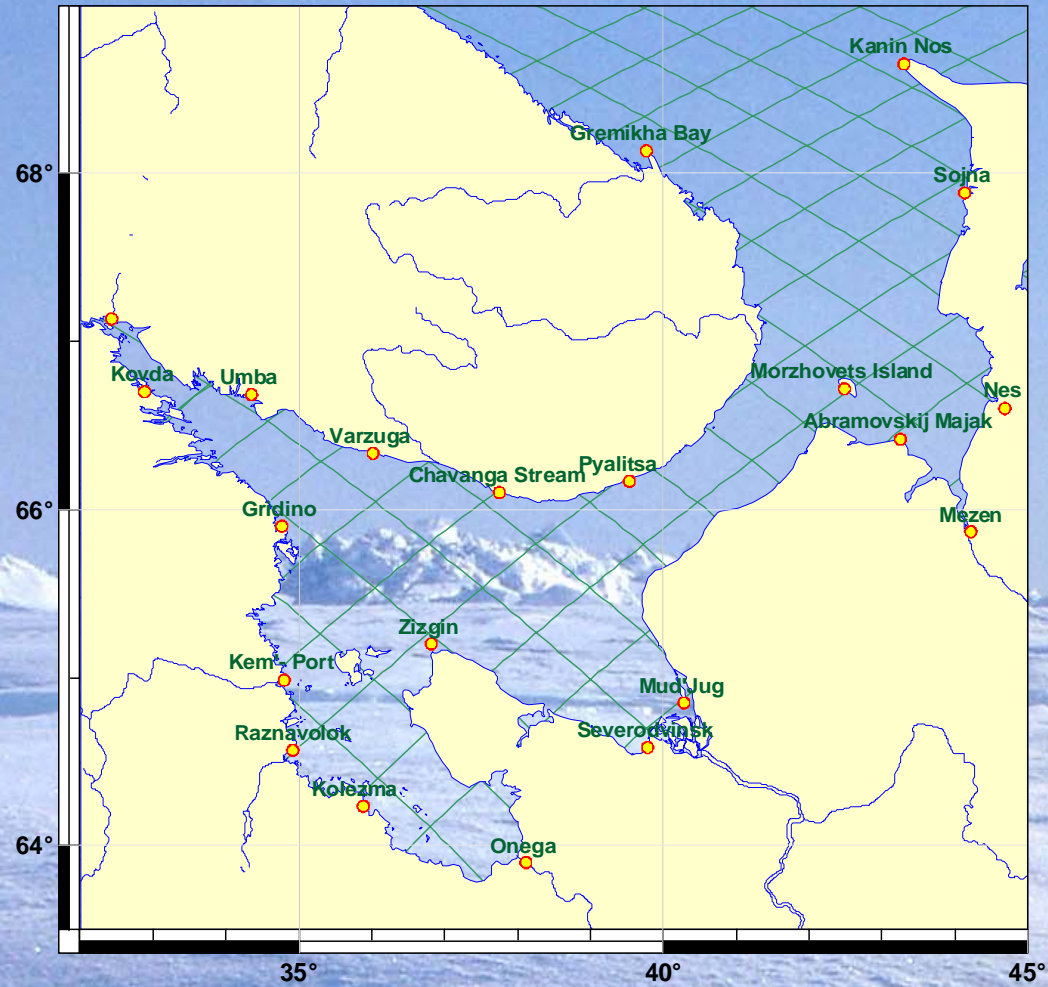 Kanin Nos
Gremikha Bay
68°
Sojna
Morzhovets Island
Kovda
Umba
Nes
Abramovskij Majak
Varzuga
Pyalitsa
Chavanga Stream
66°
Gridino
Mezen
Zizgin
Kem' - Port
Mud'Jug
Severodvinsk
Raznavolok
Kolezma
64°
Onega
35°
40°
45°